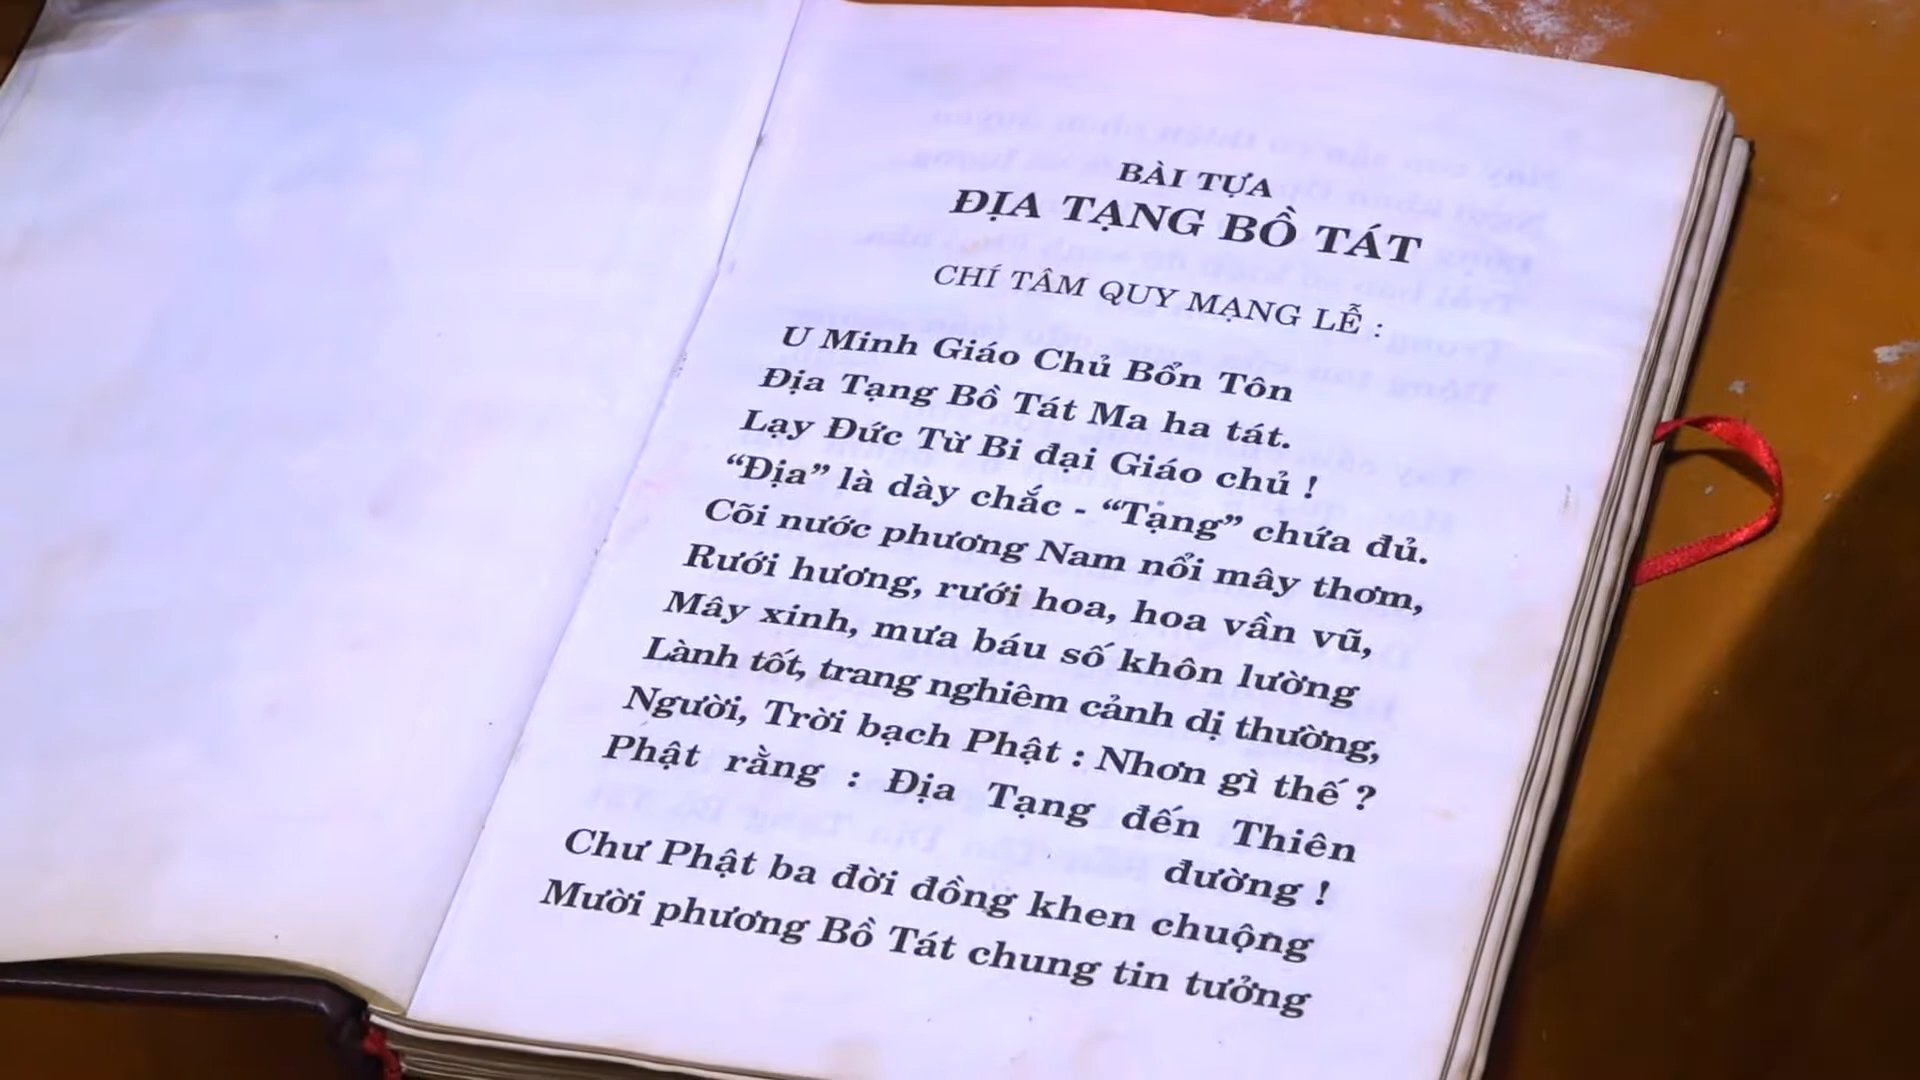 BÀI TỰA
ĐỊA TẠNG BỒ TÁT
CHÍ TÂM QUY MẠNG LỄ :
U Minh Giáo Chủ Bổn Tôn
Địa Tạng Bồ Tát Ma ha tát.
Lạy Đức Từ Bi đại Giáo chủ !
“Địa” là dày chắc - “Tạng” chứa đủ.
Cõi nước phương Nam nổi mây thơm,
Rưới hương, rưới hoa, hoa vần vũ,
Mây xinh, mưa báu số khôn lường
Lành tốt, trang nghiêm cảnh dị thường,
Người, Trời bạch Phật : Nhơn gì thế ?
Phật rằng : Địa Tạng đến Thiên
đường !
Chư Phật ba đời đồng khen chuộng
Mười phương Bồ Tát chung tin tưởng